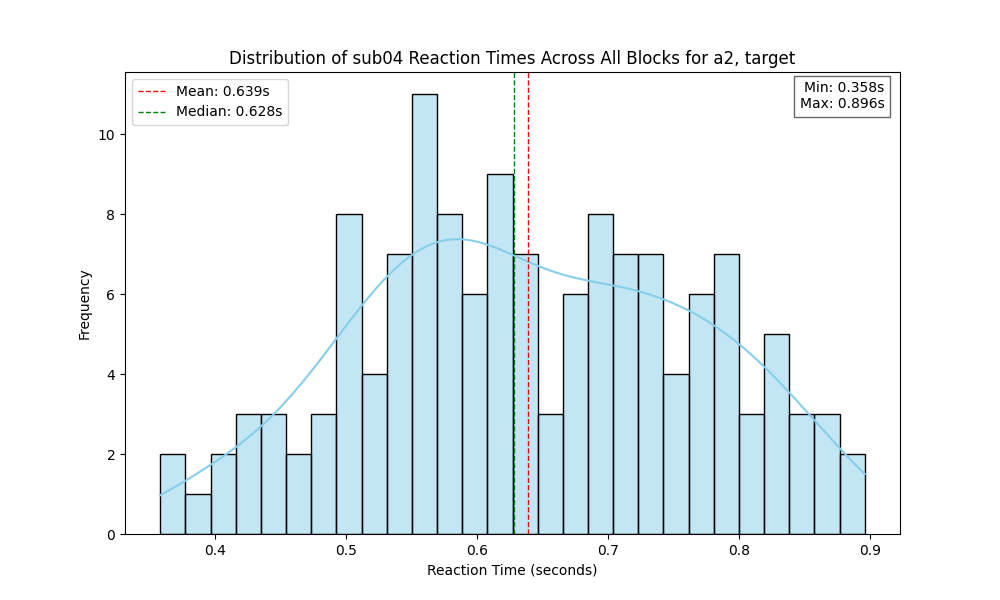 Distribution of sub04 Reaction Times Across All Blocks for a2, target
Mean: 0.639s
Median: 0.628s
Min: 0.358s
Max: 0.896s
10
8
6
4
2
0
Frequency
0.4 0.5 0.6 0.7 0.8 0.9
Reaction Time (seconds)